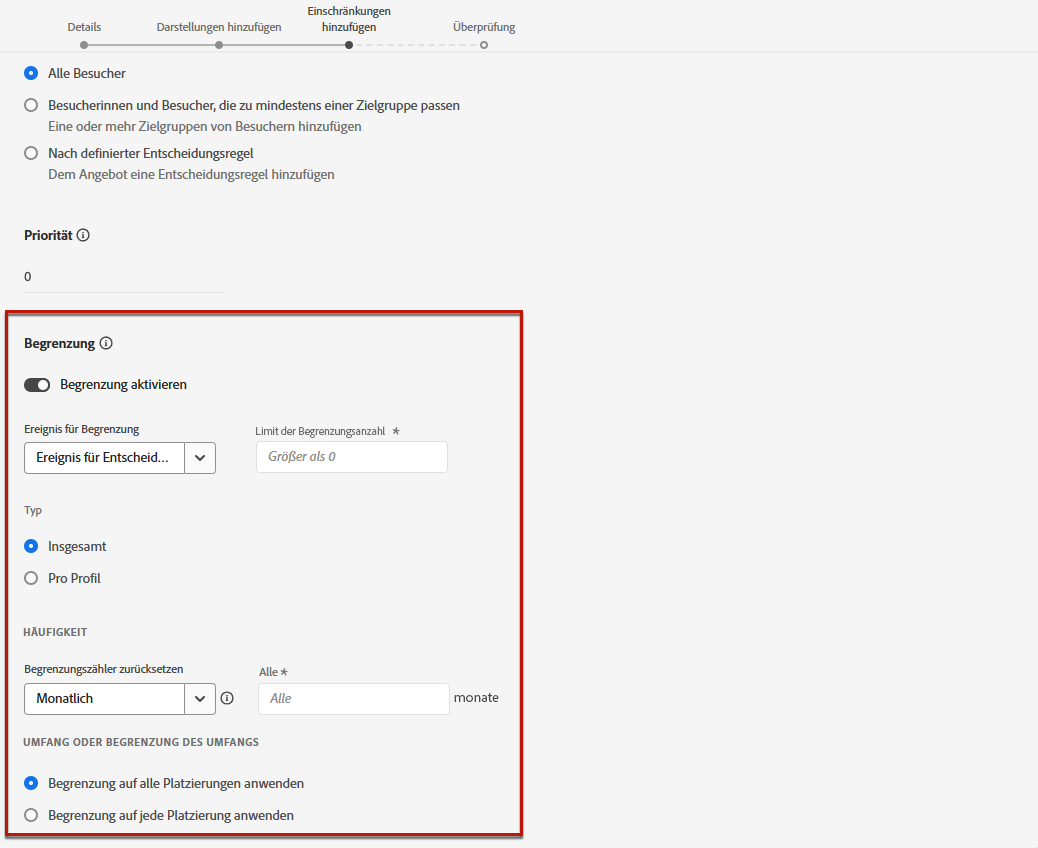 Einschränkungen
Details
Darstellungen hinzufügen
hinzufügen
Überprüfung
Alle Besucher
Besucherinnen und Besucher, die zu mindestens einer Zielgruppe passen
Eine oder mehr Zielgruppen von Besuchern hinzufügen
Nach definierter Entscheidungsregel
Dem Angebot eine Entscheidungsregel hinzufügen
Priorität
0
Begrenzung
Begrenzung aktivieren
Ereignis für Begrenzung
Limit der Begrenzungsanzahl *
Ereignis für Entscheid...
Größer als 0
Typ
Insgesamt
Pro Profil
HÄUFIGKEIT
Begrenzungszähler zurücksetzen
Alle *
Monatlich
Alle
monate
UMFANG ODER BEGRENZUNG DES UMFANGS
Begrenzung auf alle Platzierungen anwenden
Begrenzung auf jede Platzierung anwenden